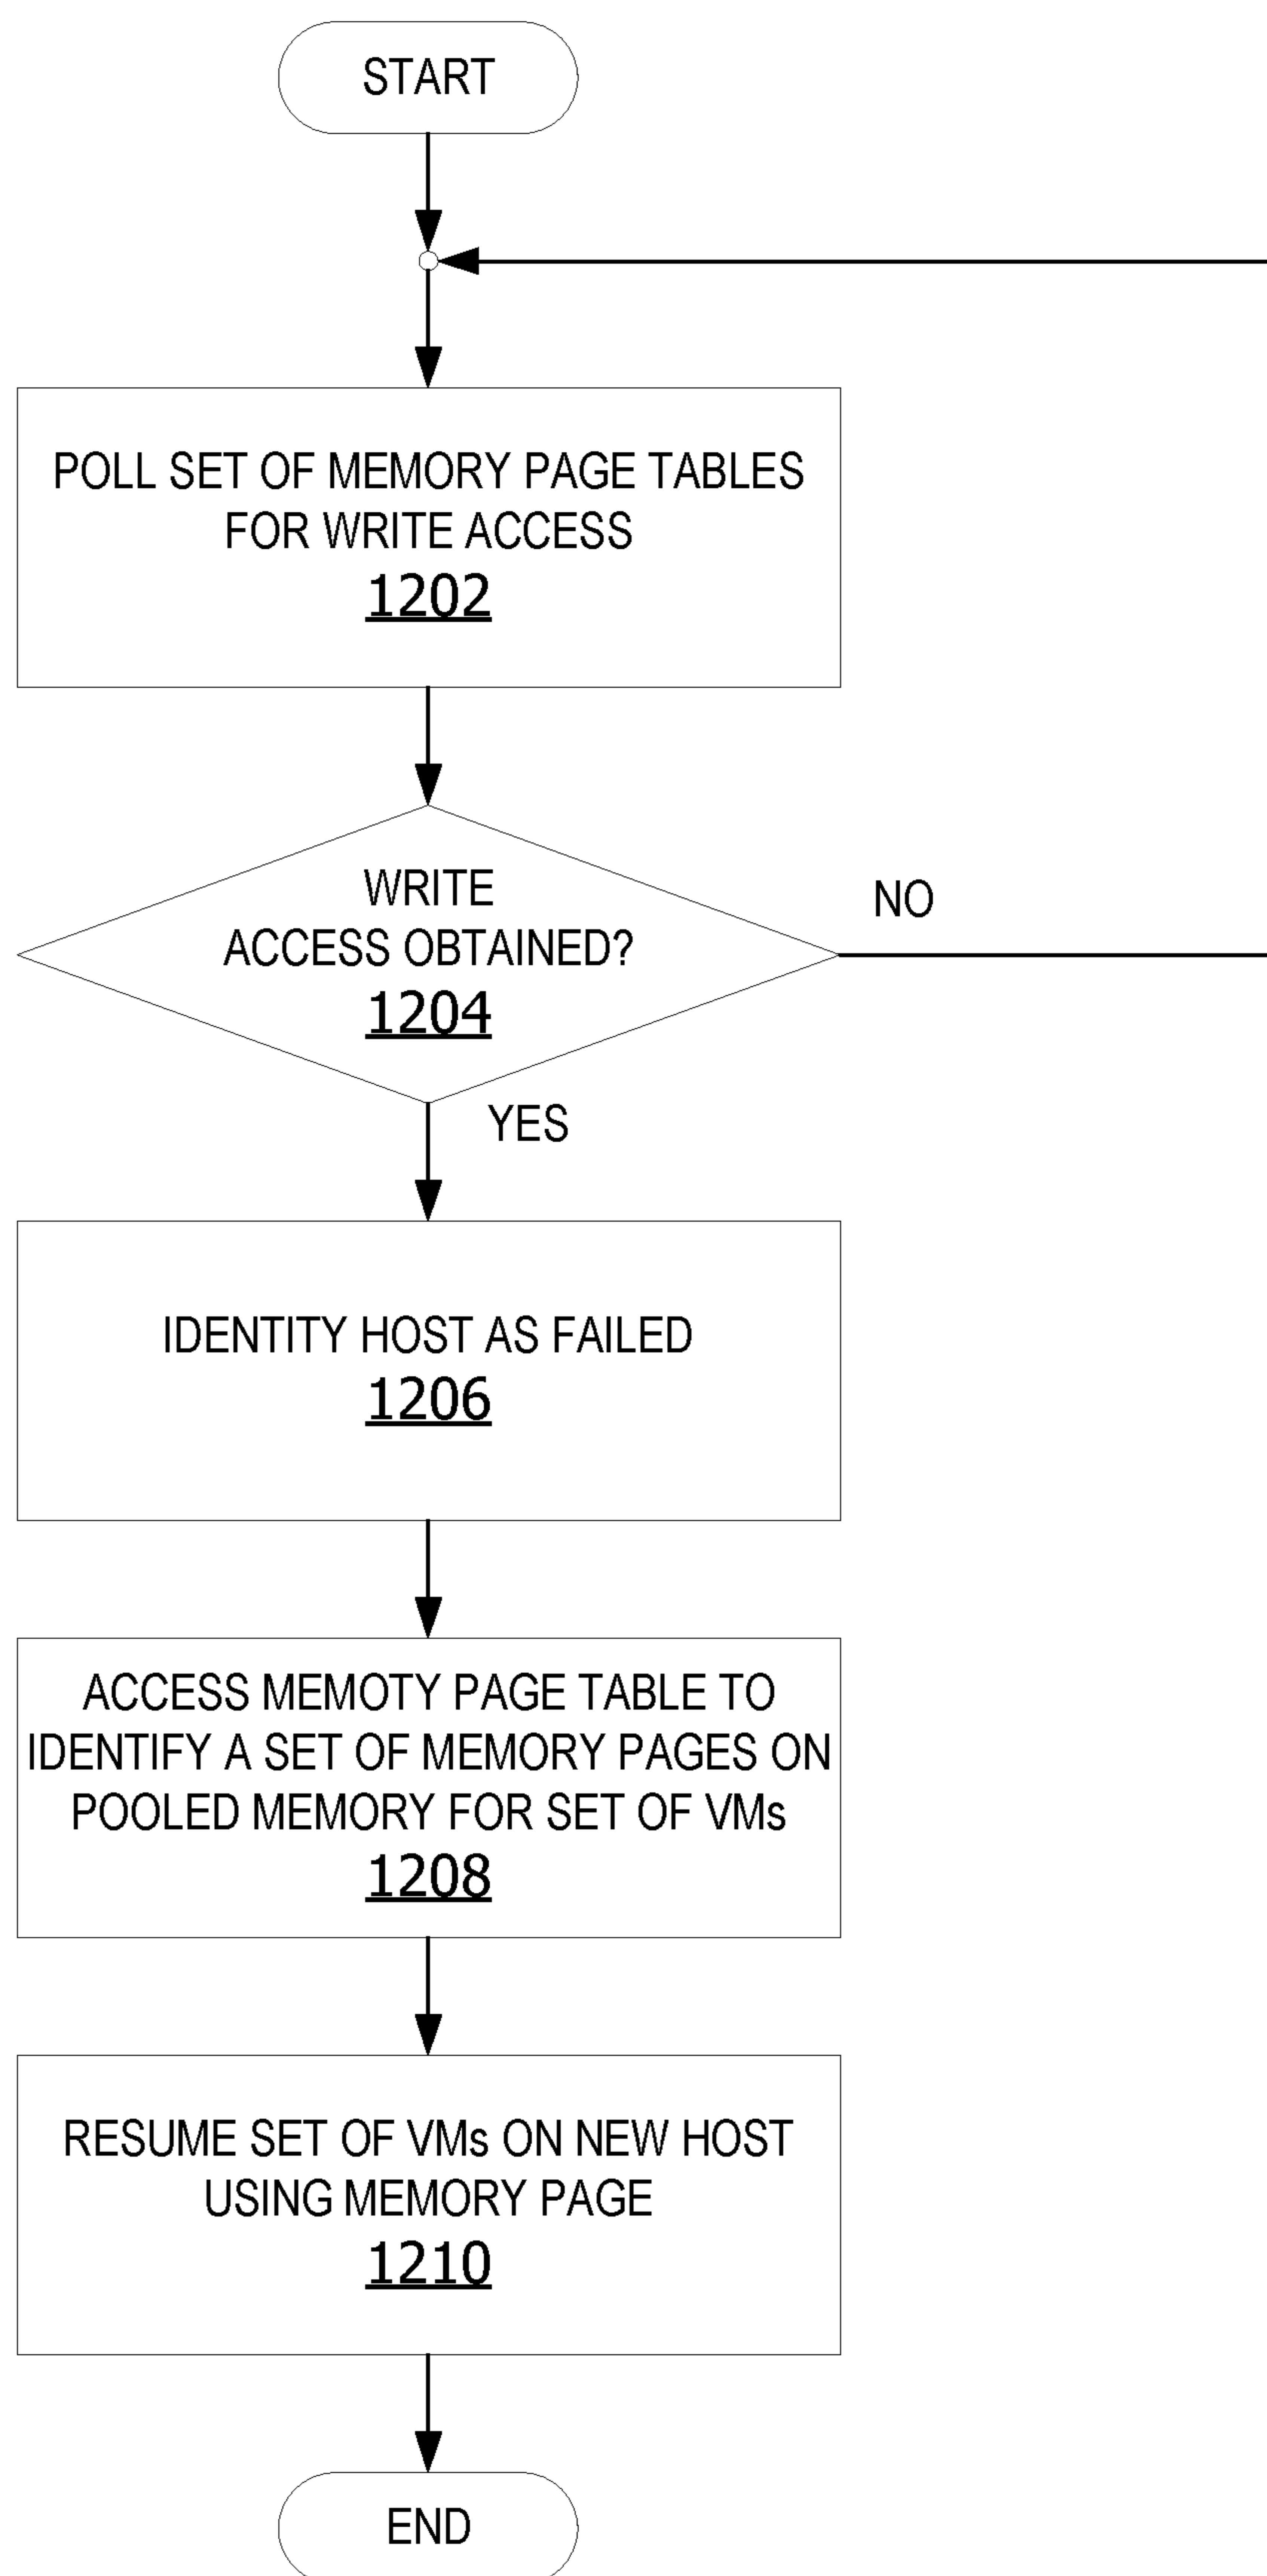 START
POLL SET OF MEMORY PAGE TABLES
FOR WRITE ACCESS
1202
WRITE
ACCESS OBTAINED?
1204
NO
YES
IDENTITY HOST AS FAILED
1206
ACCESS MEMOTY PAGE TABLE TO
IDENTIFY A SET OF MEMORY PAGES ON
POOLED MEMORY FOR SET OF VMs
1208
RESUME SET OF VMs ON NEW HOST
USING MEMORY PAGE
1210
END